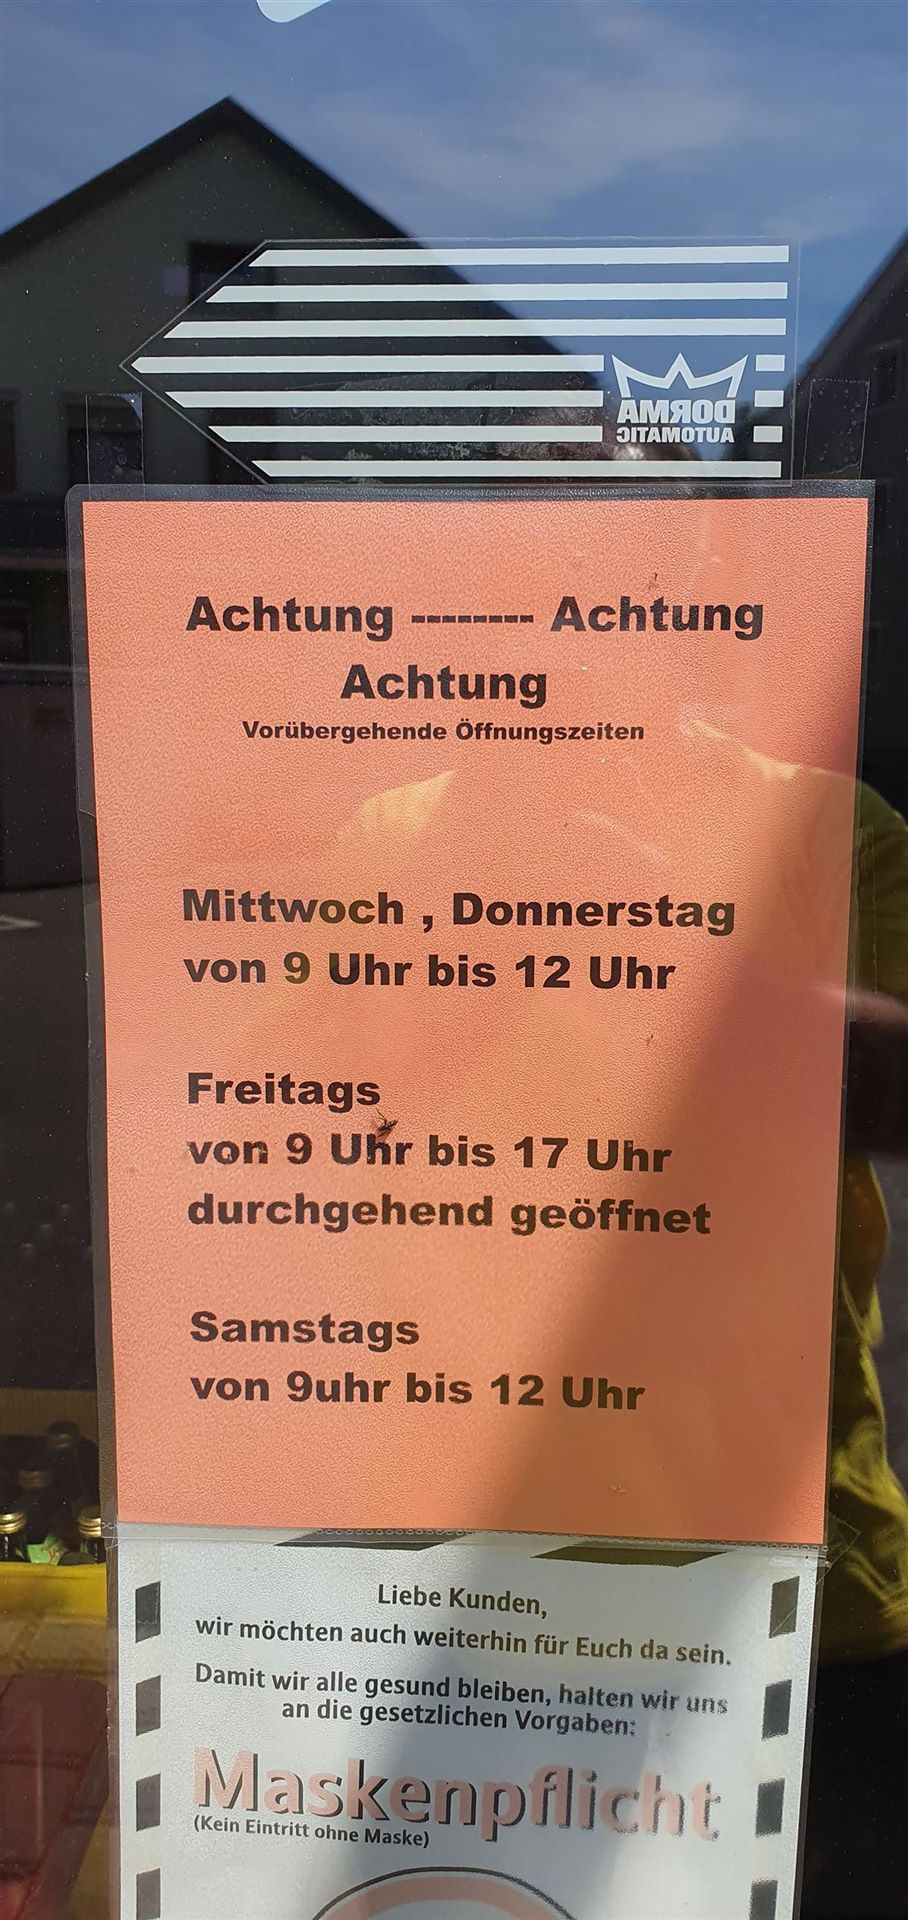 DORMA
AUTOMATIC
Achtung -------- Achtung
Achtung
Vorübergehende Öffnungszeiten
Mittwoch , Donnerstag
von 9 Uhr bis 12 Uhr
Freitags
von 9 Uhr bis 17 Uhr
durchgehend geöffnet
Samstags
von 9uhr bis 12 Uhr
Liebe Kunden,
wir möchten auch weiterhin für Euch da sein.
Damit wir alle gesund bleiben, halten wir uns
an die gesetzlichen Vorgaben:
Maskenpflicht
(Kein Eintritt ohne Maske)